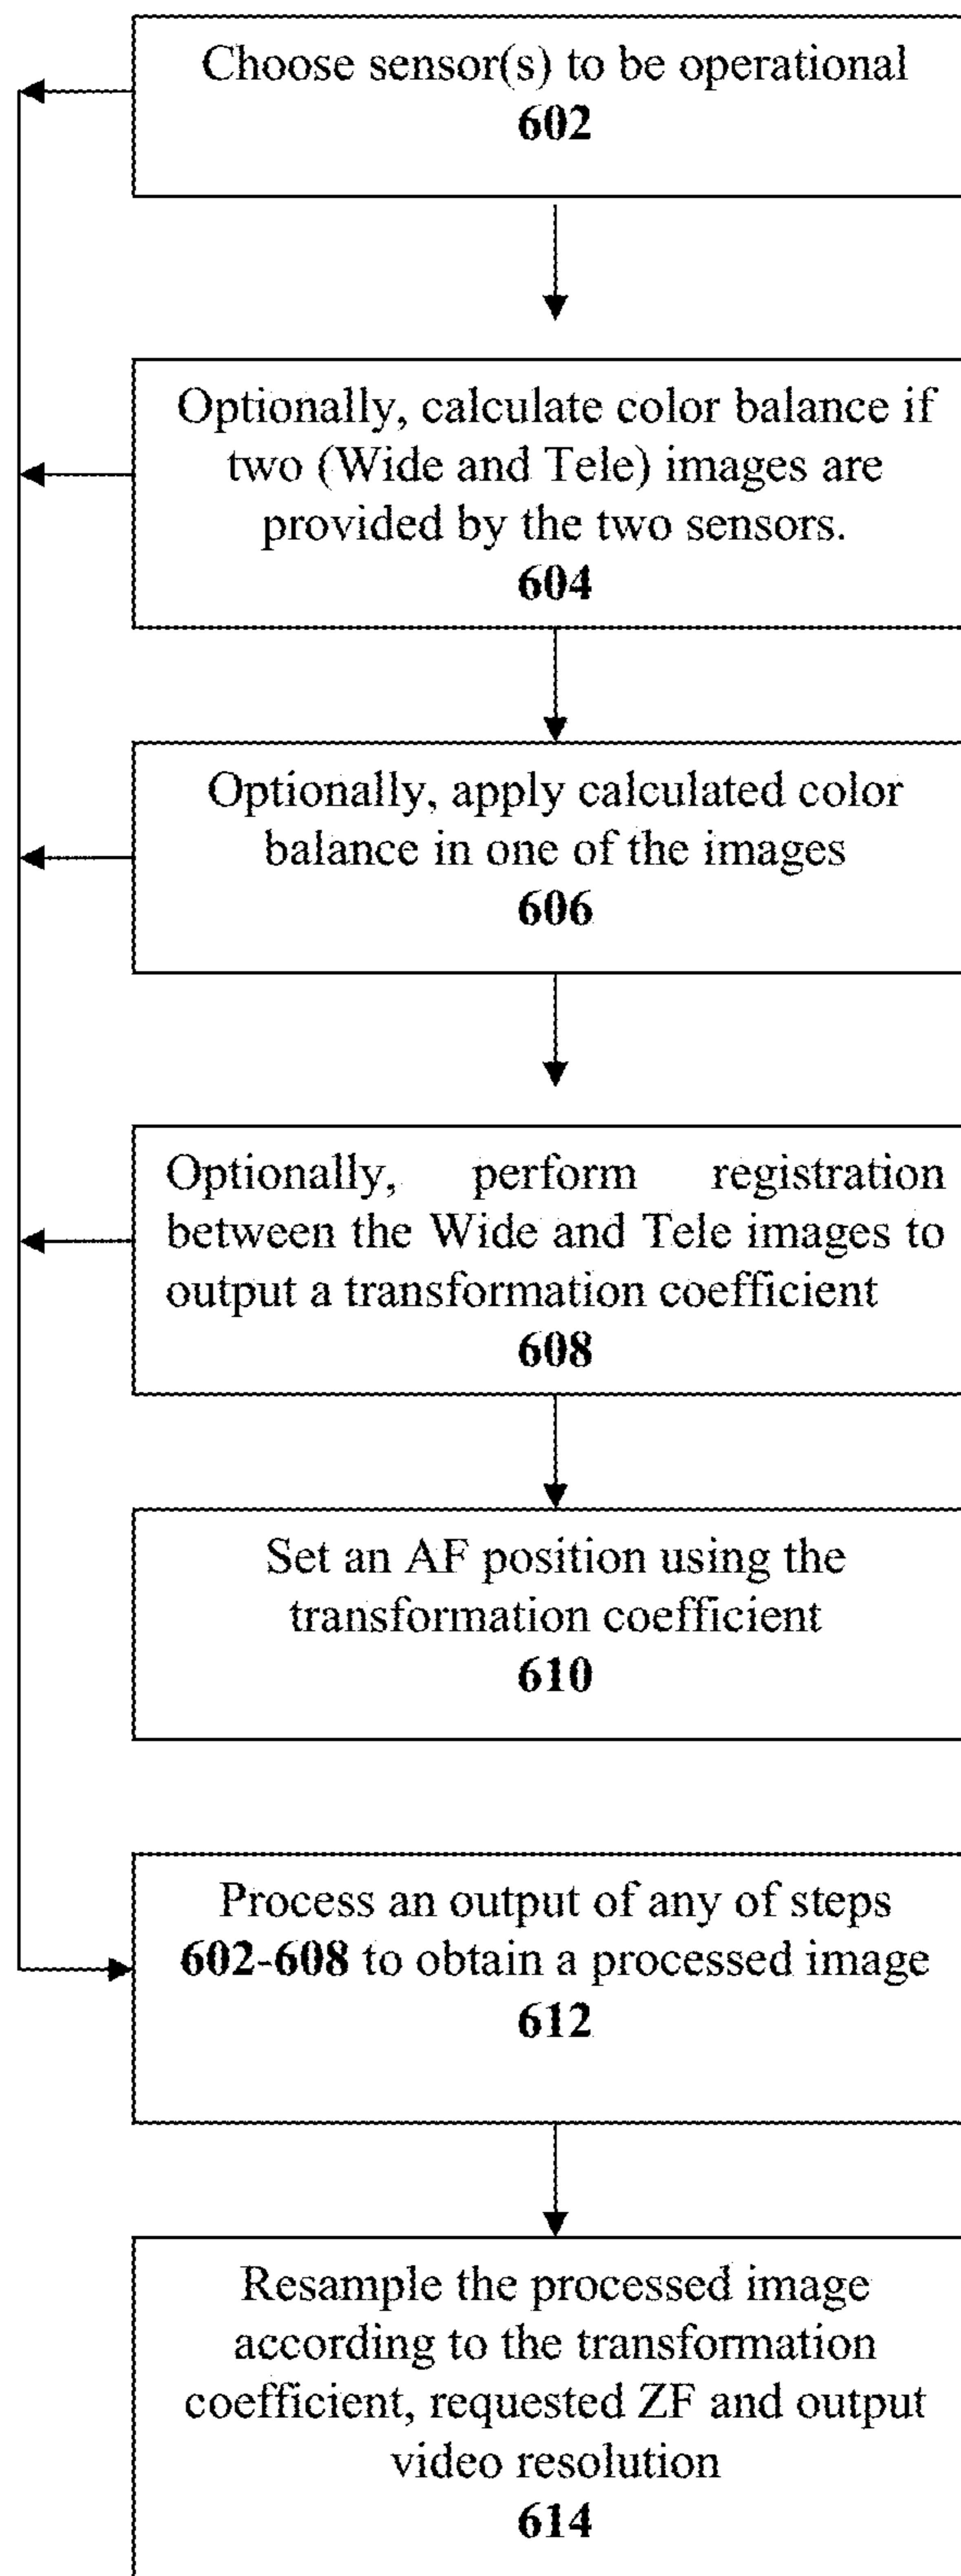 Choose sensor(s) to be operational
602
Optionally, calculate color balance if
two (Wide and Tele) images are
provided by the two sensors.
604
Optionally, apply calculated color
balance in one of the images
606
Optionally, perform registration
between the Wide and Tele images to
output a transformation coefficient
608
Set an AF position using the
transformation coefficient
610
Process an output of any of steps
602-608 to obtain a processed image
612
Resample the processed image
according to the transformation
coefficient, requested ZF and output
video resolution
614